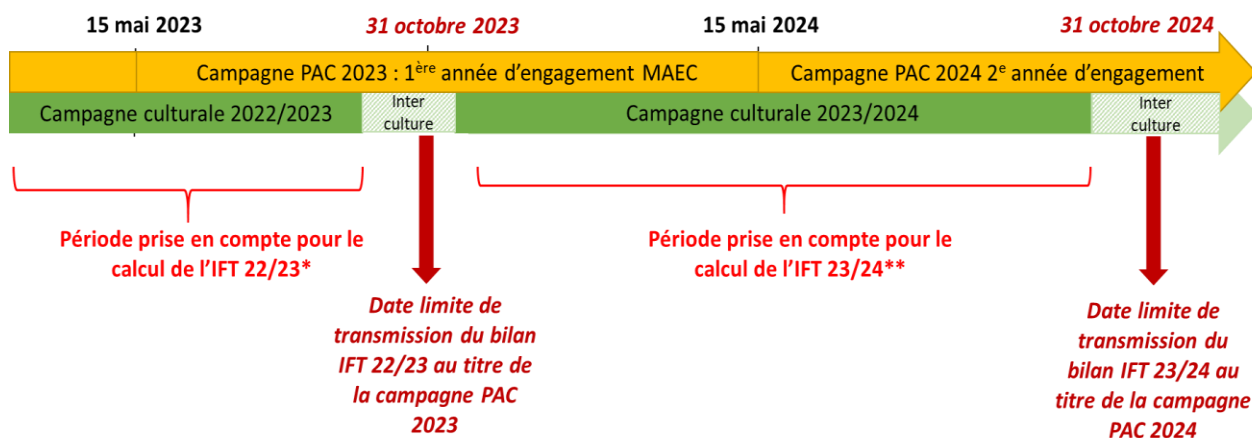 15 mai 2023
31 octobre 2023
15 mai 2024
31 octobre 2024
Campagne PAC 2023 : 1ère année d’engagement MAEC
Campagne PAC 2024 2e année d’engagement
Campagne culturale 2022/2023
Inter
culture
Campagne culturale 2023/2024
Inter
culture
Période prise en compte pour le
calcul de l’IFT 22/23*
Période prise en compte pour le
calcul de l’IFT 23/24**
Date limite de
transmission du bilan
IFT 22/23 au titre de
la campagne PAC
2023
Date limite de
transmission du
bilan IFT 23/24 au
titre de la campagne
PAC 2024